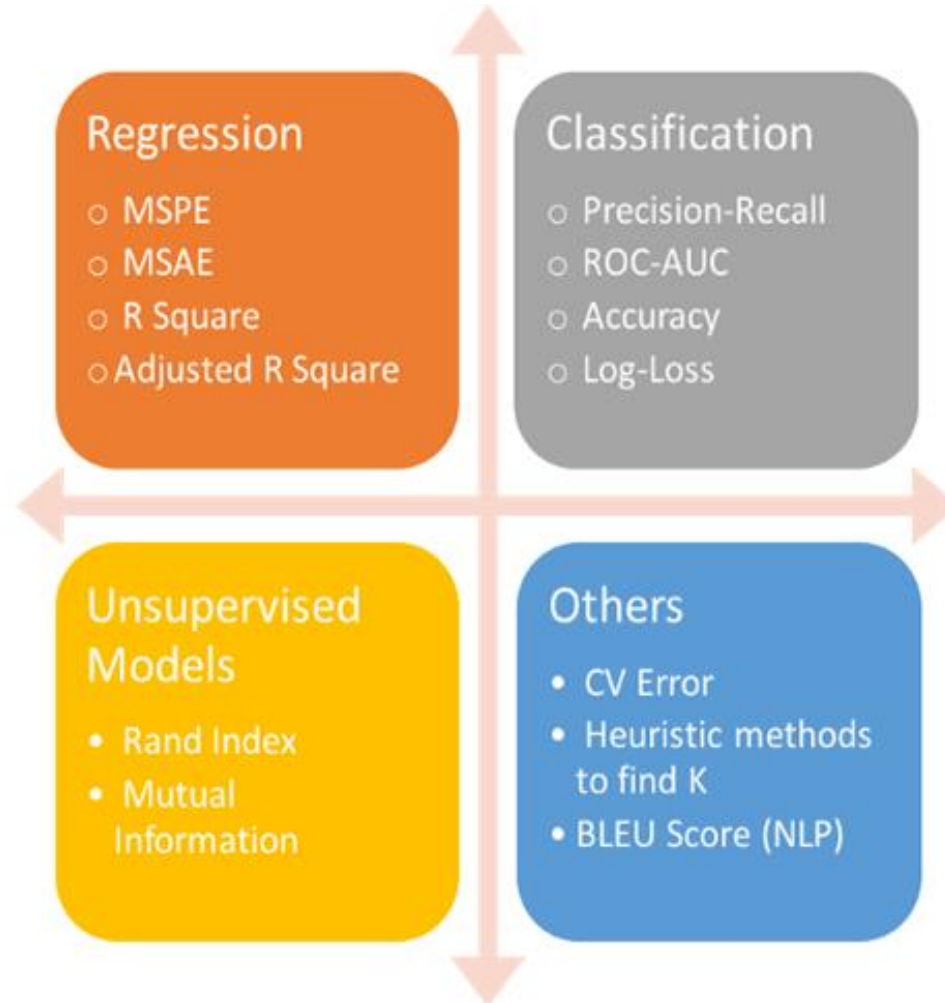 Regression
○ MSPE
○ MSAE
○ R Square
○ Adjusted R Square
Classification
○ Precision-Recall
○ ROC-AUC
○ Accuracy
○ Log-Loss
Unsupervised
Models
• Rand Index
• Mutual
Information
Others
• CV Error
• Heuristic methods
to find K
• BLEU Score (NLP)